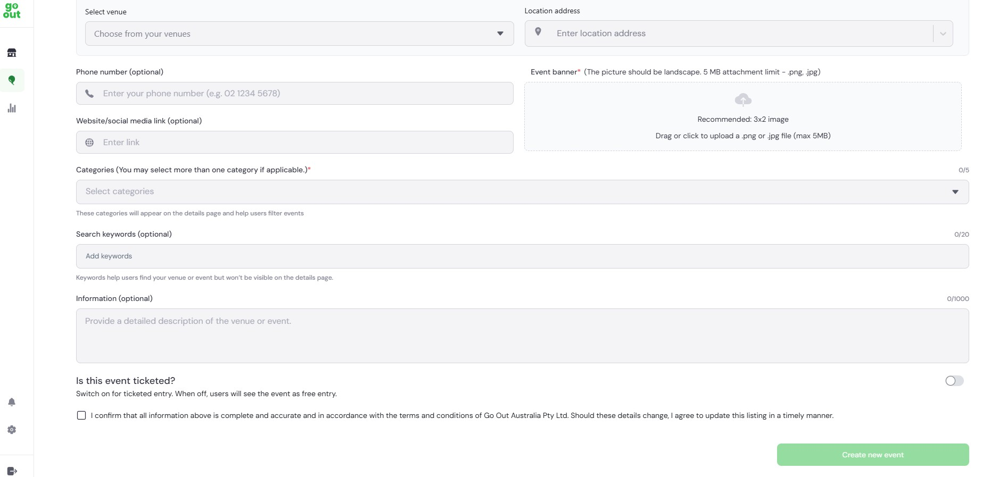 go
out
Select venue
Choose from your venues
Location address
Enter location address
Phone number (optional)
Enter your phone number (e.g. 02 1234 5678)
Website/social media link (optional)
Enter link
Event banner* (The picture should be landscape. 5 MB attachment limit - .png, .jpg)
Recommended: 3x2 image
Drag or click to upload a .png or .jpg file (max 5MB)
Categories (You may select more than one category if applicable.)*
0/5
Select categories
These categories will appear on the details page and help users filter events
Search keywords (optional)
0/20
Add keywords
Keywords help users find your venue or event but won't be visible on the details page.
Information (optional)
0/1000
Provide a detailed description of the venue or event.
Is this event ticketed?
Switch on for ticketed entry. When off, users will see the event as free entry.
I confirm that all information above is complete and accurate and in accordance with the terms and conditions of Go Out Australia Pty Ltd. Should these details change, I agree to update this listing in a timely manner.
Create new event